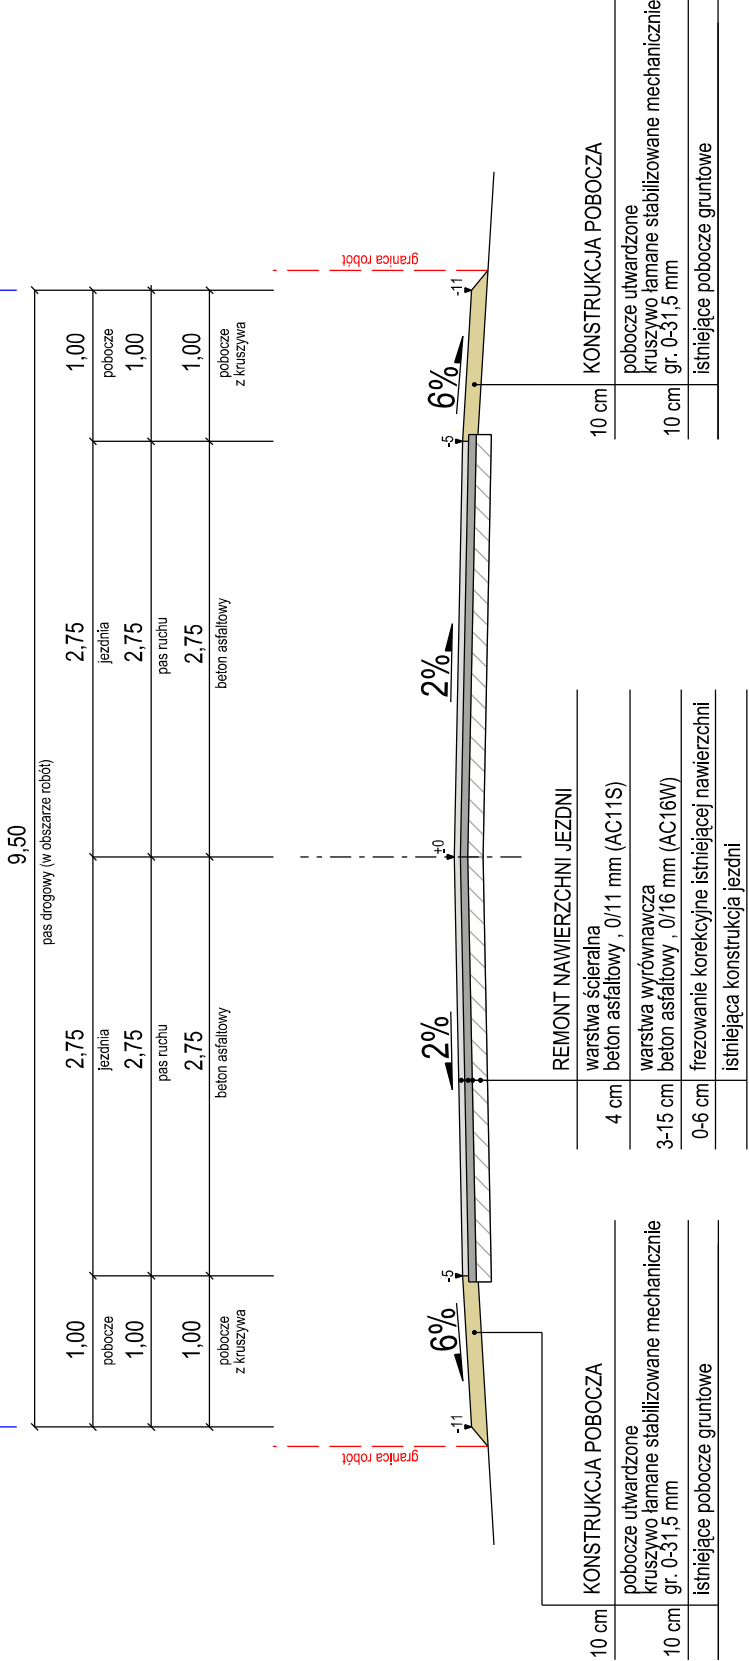 9,50
pas drogowy (w obszarze robót)
1,00 2,75 2,75 1,00
pobocze jezdnia jezdnia pobocze
1,00 2,75 2,75 1,00
pas ruchu pas ruchu
1,00 2,75 2,75 1,00
pobocze
z kruszywa
beton asfaltowy
beton asfaltowy
pobocze
z kruszywa
granica robót
granica robót
6% 2% 2% 6%
-11 -5 ±0 -5 -11
10 cm KONSTRUKCJA POBOCZA
pobocze utwardzone
kruszywo łamane stabilizowane mechanicznie
10 cm gr. 0-31,5 mm
istniejące pobocze gruntowe
REMONT NAWIERZCHNI JEZDNI
warstwa ścieralna
4 cm beton asfaltowy , 0/11 mm (AC11S)
warstwa wyrównawcza
3-15 cm beton asfaltowy , 0/16 mm (AC16W)
0-6 cm frezowanie korekcyjne istniejącej nawierzchni
istniejąca konstrukcja jezdni
10 cm KONSTRUKCJA POBOCZA
pobocze utwardzone
kruszywo łamane stabilizowane mechanicznie
10 cm gr. 0-31,5 mm
istniejące pobocze gruntowe